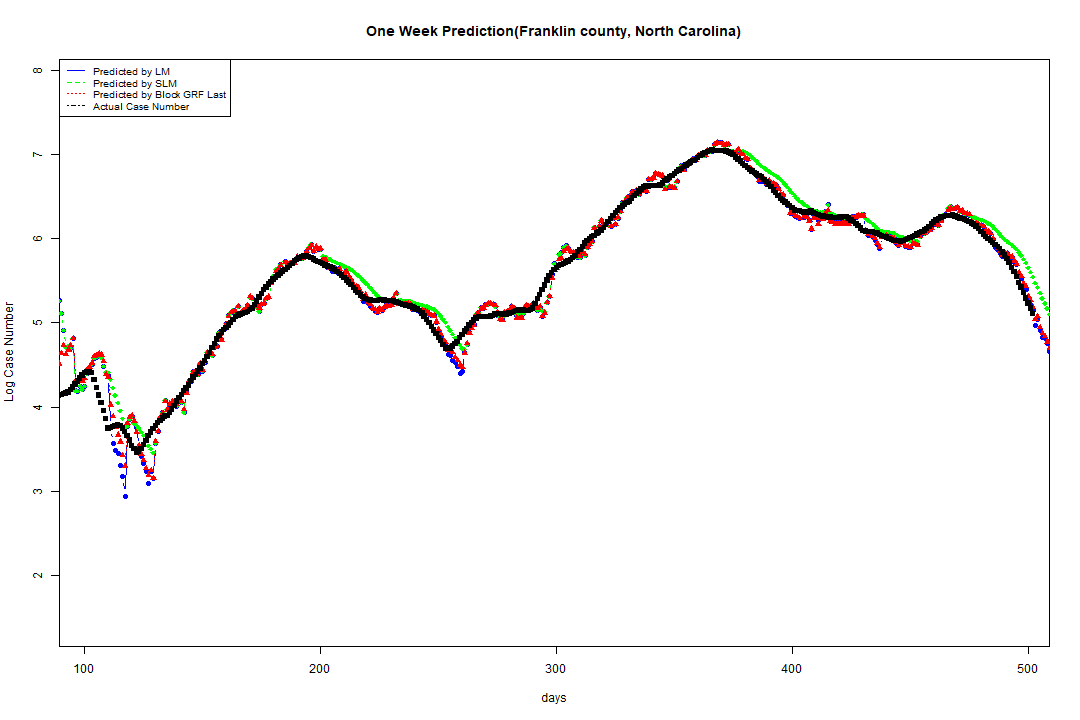 One Week Prediction(Franklin county, North Carolina)
Predicted by LM
Predicted by SLM
Predicted by Block GRF Last
Actual Case Number
8
7
6
5
4
3
2
Log Case Number
100 200 300 400 500
days